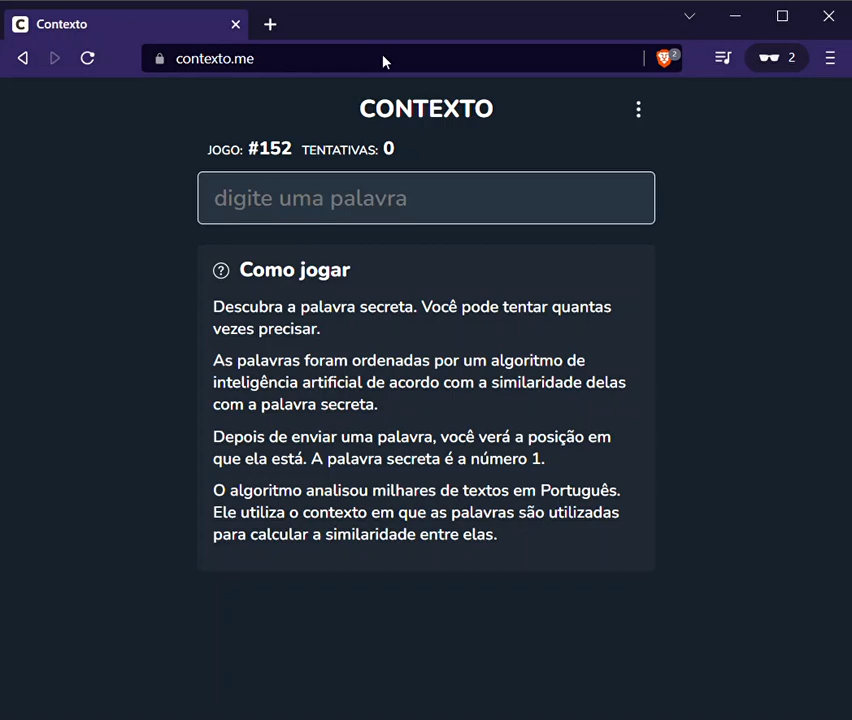 Contexto
contexto.me
2
2
CONTEXTO
JOGO: #152 TENTATIVAS: 0
digite uma palavra
Como jogar
Descubra a palavra secreta. Você pode tentar quantas
vezes precisar.
As palavras foram ordenadas por um algoritmo de
inteligência artificial de acordo com a similaridade delas
com a palavra secreta.
Depois de enviar uma palavra, você verá a posição em
que ela está. A palavra secreta é a número 1.
O algoritmo analisou milhares de textos em Português.
Ele utiliza o contexto em que as palavras são utilizadas
para calcular a similaridade entre elas.